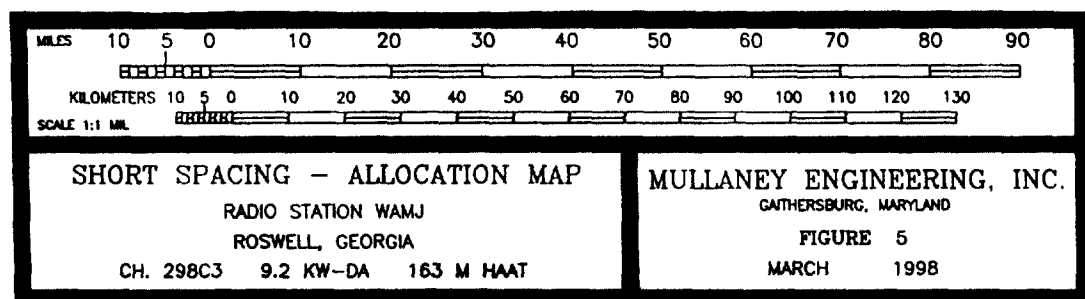 MILES 10 5 0 10 20 30 40 50 60 70 80 90
KILOMETERS 10 5 0 10 20 30 40 50 60 70 80 90 100 110 120 130
SCALE 1:1 MIL
SHORT SPACING – ALLOCATION MAP
RADIO STATION WAMJ
ROSWELL, GEORGIA
CH. 298C3 9.2 KW–DA 163 M HAAT
MULLANEY ENGINEERING, INC.
GAITHERSBURG, MARYLAND
FIGURE 5
MARCH 1998